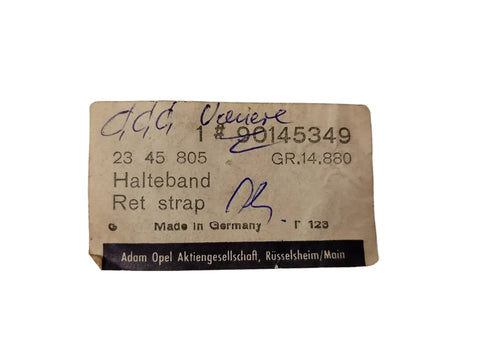 1 # 90145349
23 45 805 GR.14.880
Halteband
Ret strap
G Made in Germany 123
Adam Opel Aktiengesellschaft, Rüsselsheim/Main